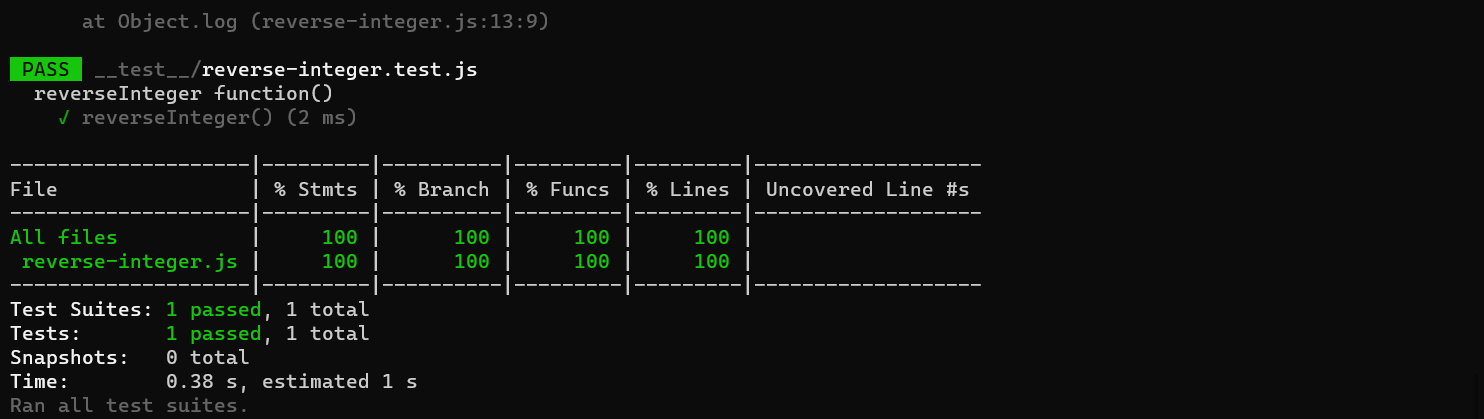 at Object.log (reverse-integer.js:13:9)
PASS __test__/reverse-integer.test.js
reverseInteger function()
✓ reverseInteger() (2 ms)
--------------------|---------|----------|---------|---------|-------------------
File                | % Stmts | % Branch | % Funcs | % Lines | Uncovered Line #s
--------------------|---------|----------|---------|---------|-------------------
All files           |     100 |      100 |     100 |     100 |
reverse-integer.js |     100 |      100 |     100 |     100 |
--------------------|---------|----------|---------|---------|-------------------
Test Suites: 1 passed, 1 total
Tests:       1 passed, 1 total
Snapshots:   0 total
Time:        0.38 s, estimated 1 s
Ran all test suites.